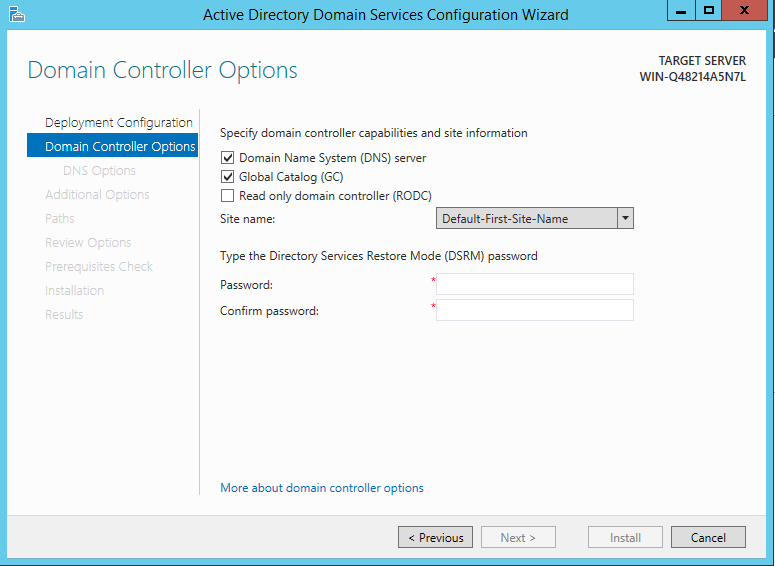 Active Directory Domain Services Configuration Wizard
Domain Controller Options
TARGET SERVER
WIN-Q48214A5N7L
Deployment Configuration
Domain Controller Options
DNS Options
Additional Options
Paths
Review Options
Prerequisites Check
Installation
Results
Specify domain controller capabilities and site information
Domain Name System (DNS) server
Global Catalog (GC)
Read only domain controller (RODC)
Site name: Default-First-Site-Name
Type the Directory Services Restore Mode (DSRM) password
Password: *
Confirm password: *
More about domain controller options
< Previous Next > Install Cancel